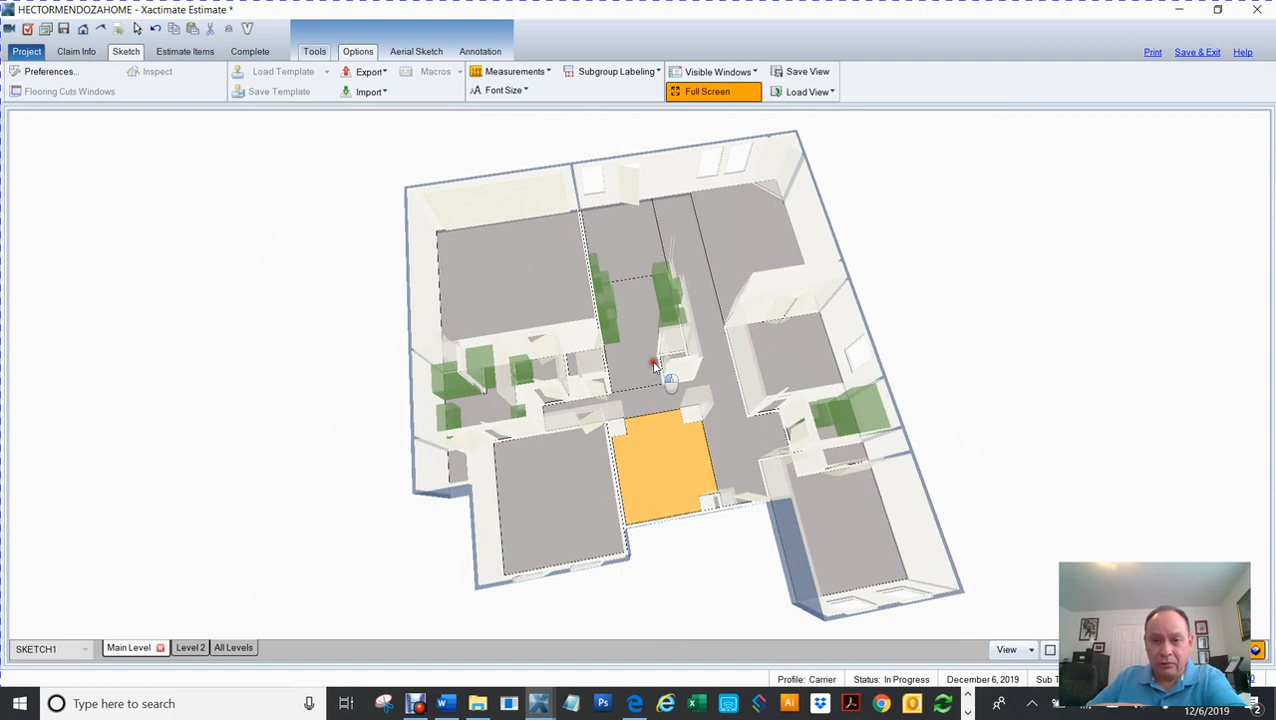 HECTORMENDOZAHOME - Xactimate Estimate *
Project Claim Info Sketch Estimate Items Complete Tools Options Aerial Sketch Annotation Print Save & Exit Help
Preferences... Inspect Load Template Export Macros Measurements Subgroup Labeling Visible Windows Save View
Flooring Cuts Windows Save Template Import Font Size Full Screen Load View
SKETCH1 Main Level Level 2 All Levels View
Profile: Carrier Status: In Progress December 6, 2019 Sub T
Type here to search
12/6/2019